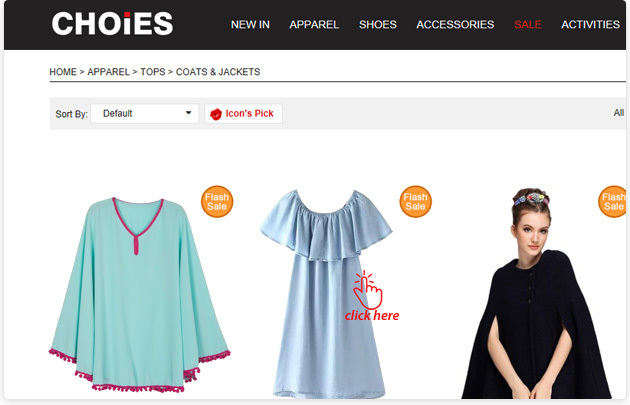 CHOiES
NEW IN APPAREL SHOES ACCESSORIES SALE ACTIVITIES
HOME > APPAREL > TOPS > COATS & JACKETS
Sort By: Default Icon's Pick All
Flash
Sale
Flash
Sale
Flash
Sale
click here